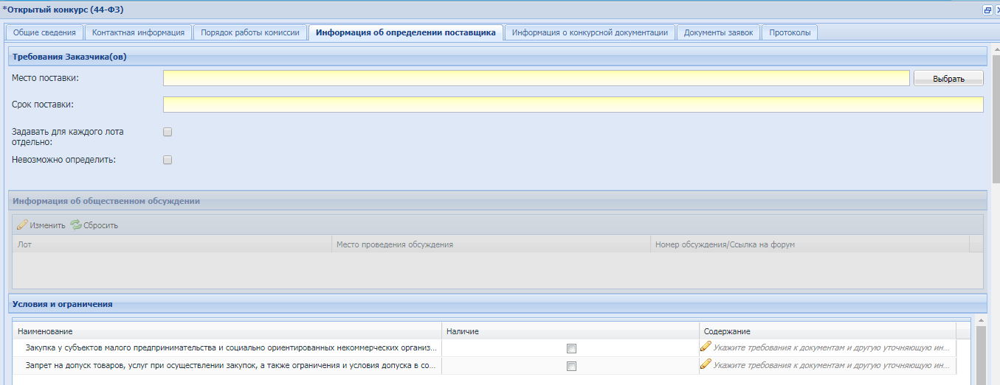 *Открытый конкурс (44-ФЗ)
Общие сведения Контактная информация Порядок работы комиссии Информация об определении поставщика Информация о конкурсной документации Документы заявок Протоколы
Требования Заказчика(ов)
Место поставки: Выбрать
Срок поставки:
Задавать для каждого лота
отдельно:
Невозможно определить:
Информация об общественном обсуждении
Изменить Сбросить
Лот Место проведения обсуждения Номер обсуждения/Ссылка на форум
Условия и ограничения
Наименование Наличие Содержание
Закупка у субъектов малого предпринимательства и социально ориентированных некоммерческих организ... Укажите требования к документам и другую уточняющую ин...
Запрет на допуск товаров, услуг при осуществлении закупок, а также ограничения и условия допуска в со... Укажите требования к документам и другую уточняющую ин...